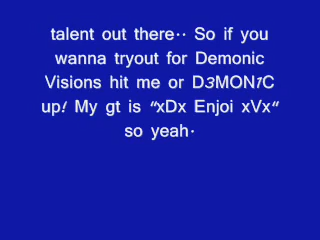 talent out there.. So if you
wanna tryout for Demonic
Visions hit me or D3MON1C
up! My gt is "xDx Enjoi xVx"
so yeah.